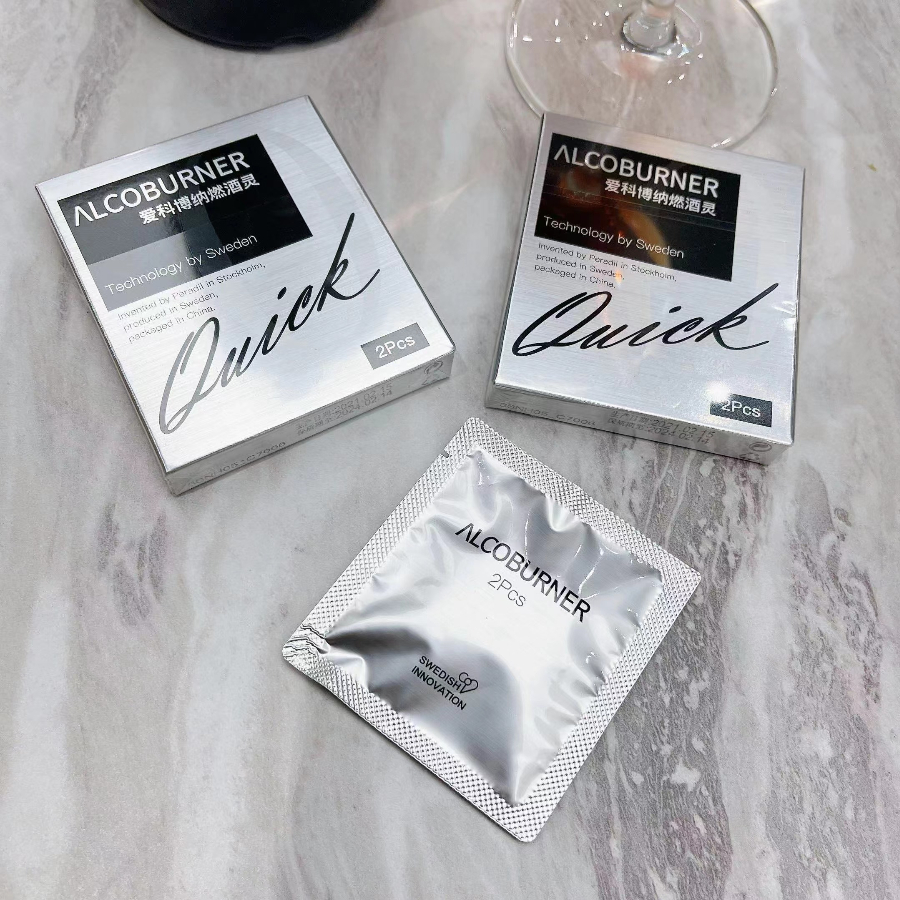 ALCOBURNER
爱科博纳燃酒灵
Technology by Sweden
Invented by Peradil in Stockholm,
produced in Sweden,
packaged in China.
Quick
2Pcs
ALCOBURNER
爱科博纳燃酒灵
Technology by Sweden
Invented by Peradil in Stockholm,
produced in Sweden,
packaged in China.
Quick
2Pcs
ALCOBURNER
2Pcs
SWEDISH
INNOVATION